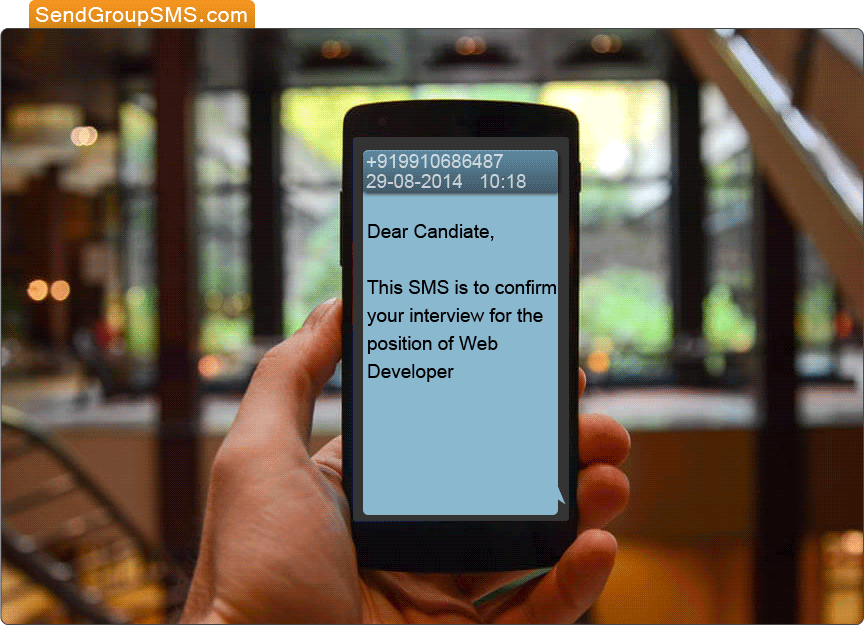 SendGroupSMS.com
+919910686487
29-08-2014 10:18
Dear Candiate,
This SMS is to confirm
your interview for the
position of Web
Developer